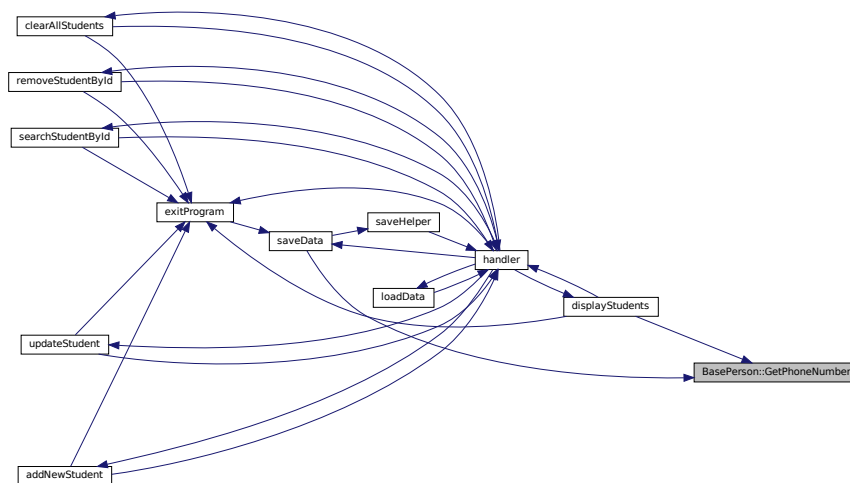 clearAllStudents
removeStudentById
searchStudentById
exitProgram
saveHelper
saveData
handler
loadData
displayStudents
updateStudent
BasePerson::GetPhoneNumber
addNewStudent